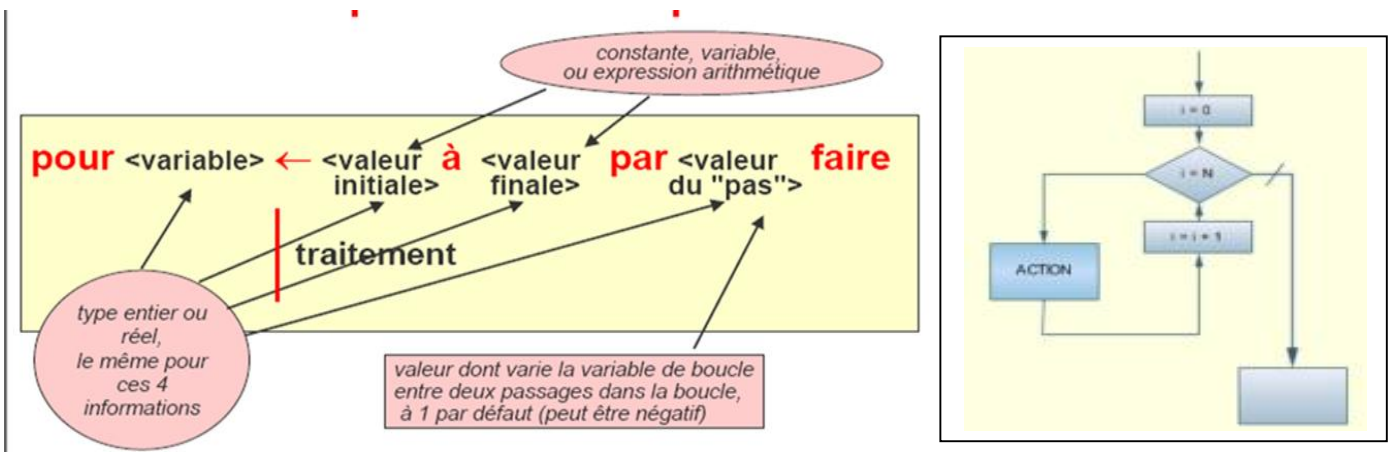 constante, variable,
ou expression arithmétique
pour <variable> ← <valeur initiale> à <valeur finale> par <valeur du "pas"> faire
traitement
type entier ou
réel,
le même pour
ces 4
informations
valeur dont varie la variable de boucle
entre deux passages dans la boucle,
à 1 par défaut (peut être négatif)
i = 0
i = N
ACTION